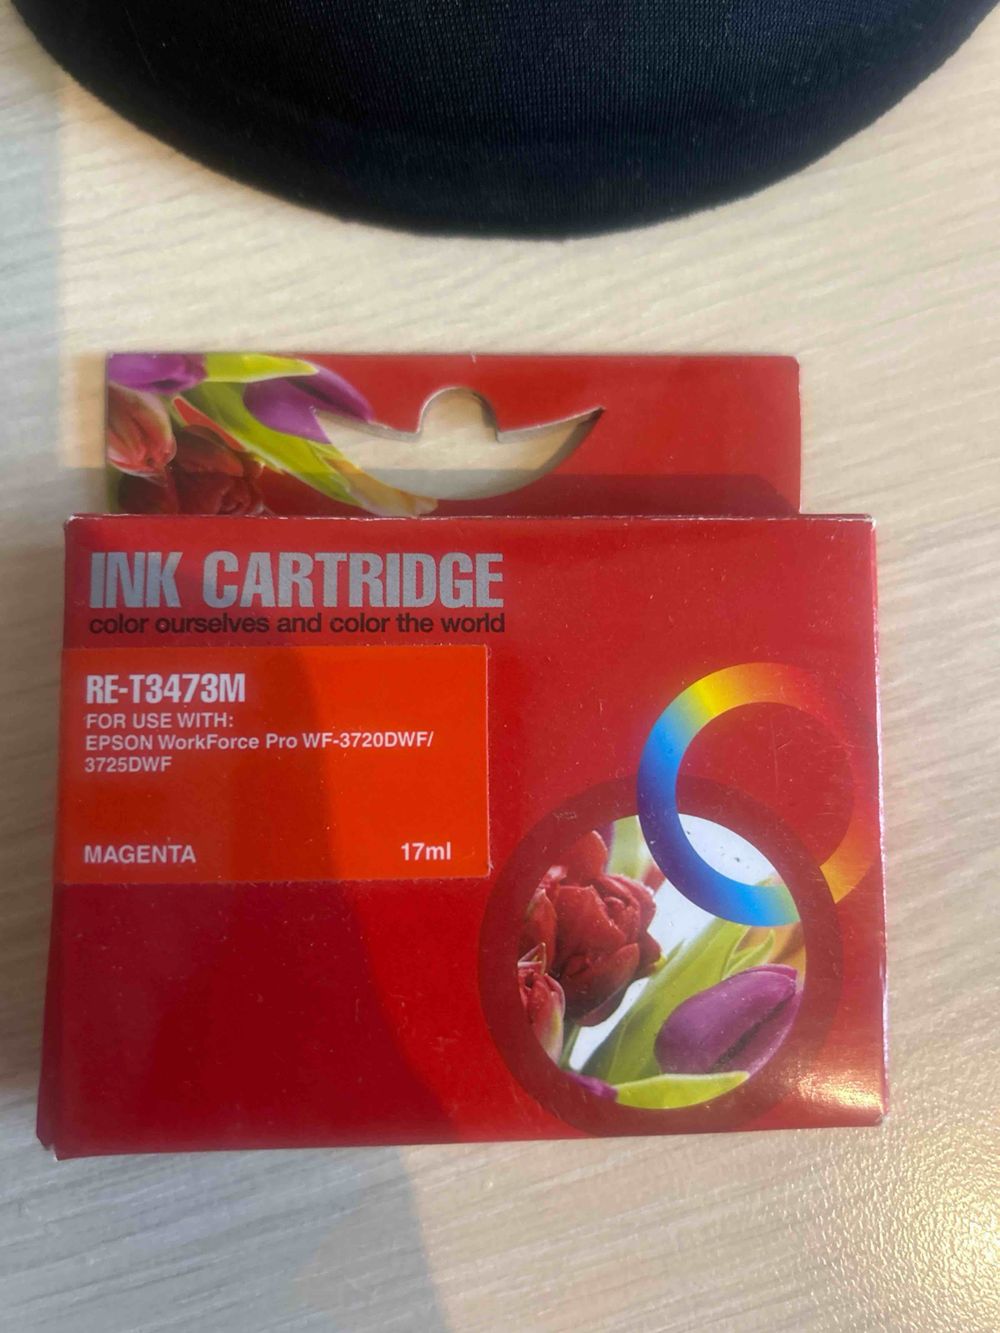 INK CARTRIDGE
color ourselves and color the world
RE-T3473M
FOR USE WITH:
EPSON WorkForce Pro WF-3720DWF/
3725DWF
MAGENTA 17ml